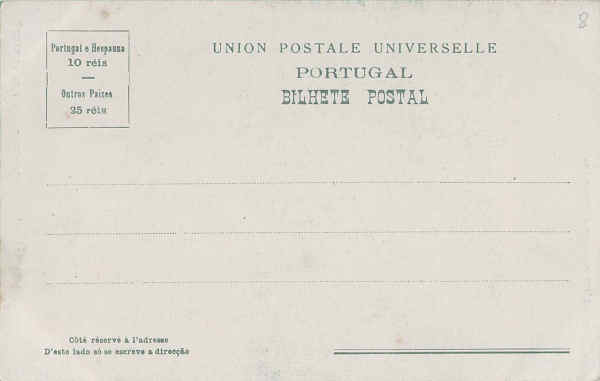 8
Portugal e Hespanha
10 réis
Outros Paizes
25 réis
UNION POSTALE UNIVERSELLE
PORTUGAL
BILHETE POSTAL
Côté réservé à l'adresse
D'este lado só se escreve a direcção